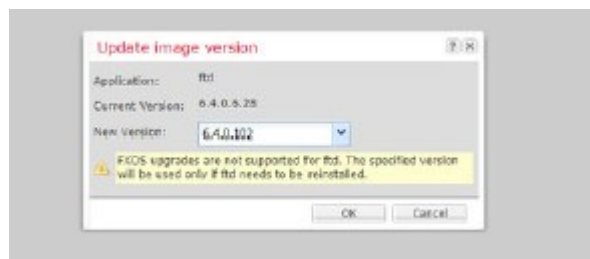 Update image version
Application: ftd
Current Version: 6.4.0.6.28
New Version: 6.4.0.102
FXOS upgrades are not supported for ftd. The specified version
will be used only if ftd needs to be reinstalled.
OK Cancel